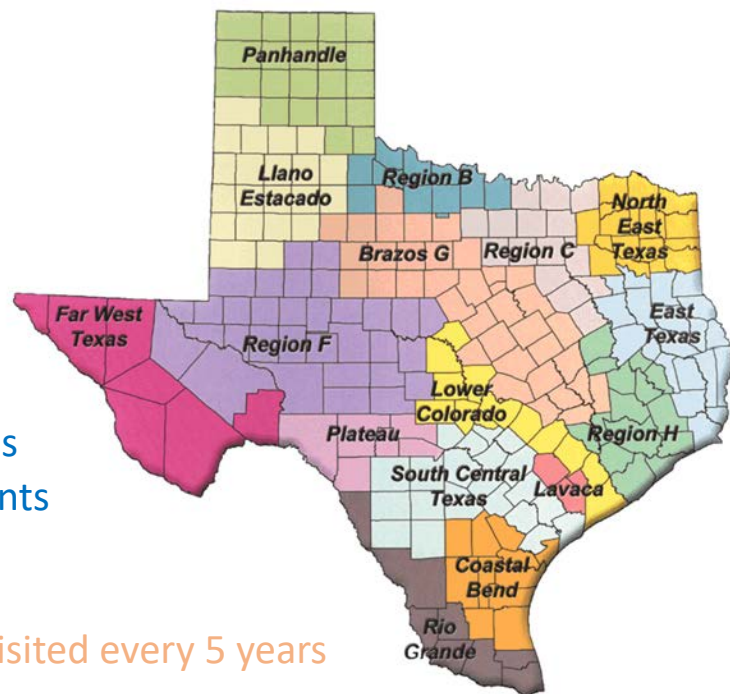 Panhandle
Llano
Estacado
Region B
North
East
Texas
Brazos G
Region C
Far West
Texas
East
Texas
Region F
Lower
Colorado
Plateau
Region H
s
South Central
Texas
Lavaca
nts
Coastal
Bend
Rio
Grande
isited every 5 years